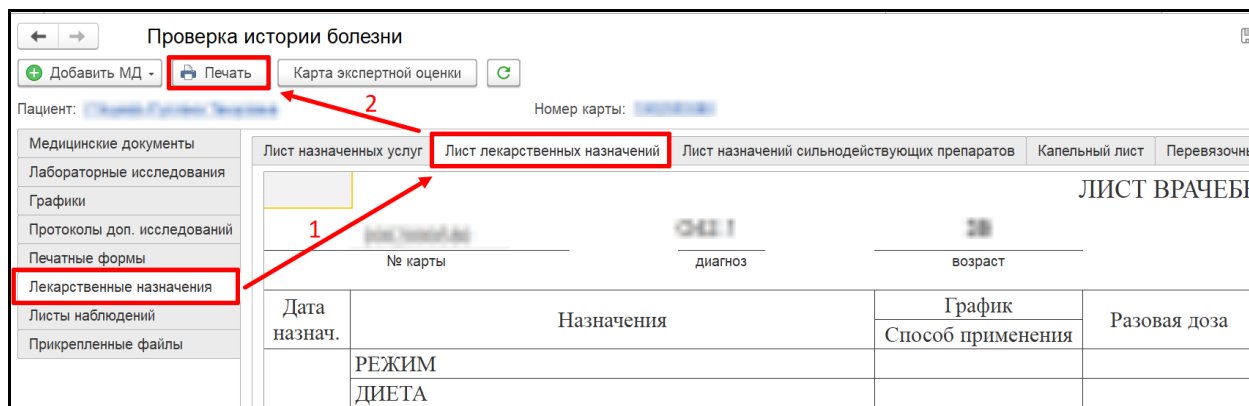 Проверка истории болезни
Добавить МД Печать Карта экспертной оценки
Пациент: Номер карты:
2
Медицинские документы
Лабораторные исследования
Графики
Протоколы доп. исследований
Печатные формы
Лекарственные назначения
Листы наблюдений
Прикрепленные файлы
1
Лист назначенных услуг Лист лекарственных назначений Лист назначений сильнодействующих препаратов Капельный лист Перевязочн
ЛИСТ ВРАЧЕБ
№ карты диагноз возраст
Дата назнач. Назначения График Разовая доза
Способ применения
РЕЖИМ
ДИЕТА